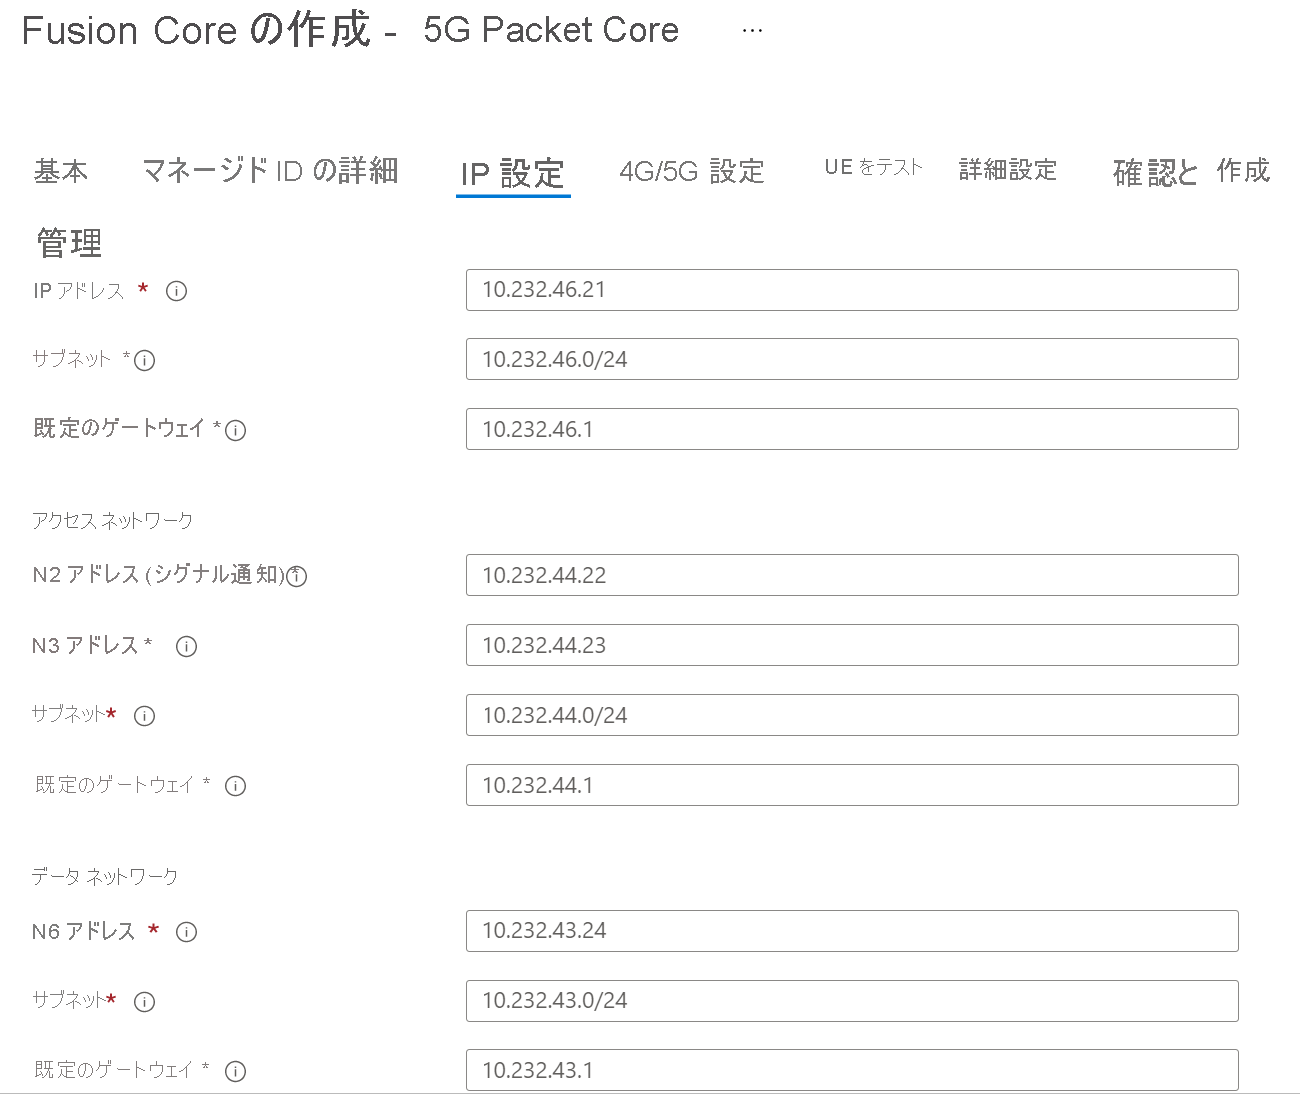 Fusion Core の作成 - 5G Packet Core ...
基本 マネージド ID の詳細 IP 設定 4G/5G 設定 UE をテスト 詳細設定 確認と 作成
管理
IP アドレス * 10.232.46.21
サブネット * 10.232.46.0/24
既定のゲートウェイ * 10.232.46.1
アクセス ネットワーク
N2 アドレス (シグナル通知)* 10.232.44.22
N3 アドレス * 10.232.44.23
サブネット* 10.232.44.0/24
既定のゲートウェイ * 10.232.44.1
データ ネットワーク
N6 アドレス * 10.232.43.24
サブネット* 10.232.43.0/24
既定のゲートウェイ * 10.232.43.1